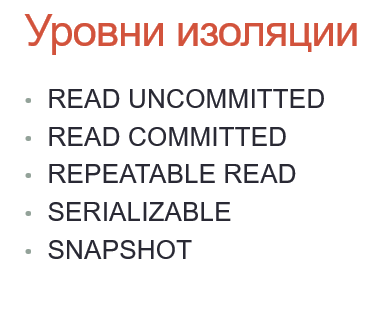 Уровни изоляции
• READ UNCOMMITTED
• READ COMMITTED
• REPEATABLE READ
• SERIALIZABLE
• SNAPSHOT